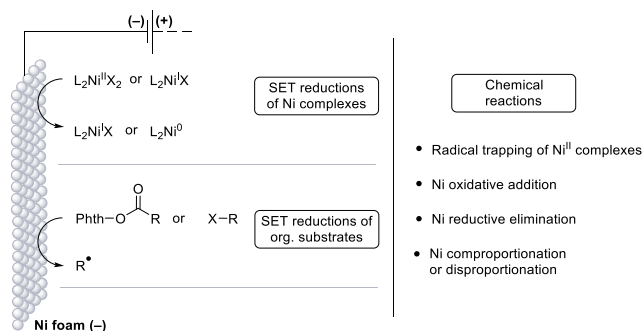 (–) (+)
L₂NiᴵᴵX₂ or L₂NiᴵX
SET reductions
of Ni complexes
L₂NiᴵX or L₂Ni⁰
O
Phth–O R or X–R
SET reductions of
org. substrates
R•
Ni foam (–)
Chemical
reactions
• Radical trapping of Niᴵᴵ complexes
• Ni oxidative addition
• Ni reductive elimination
• Ni comproportionation
or disproportionation